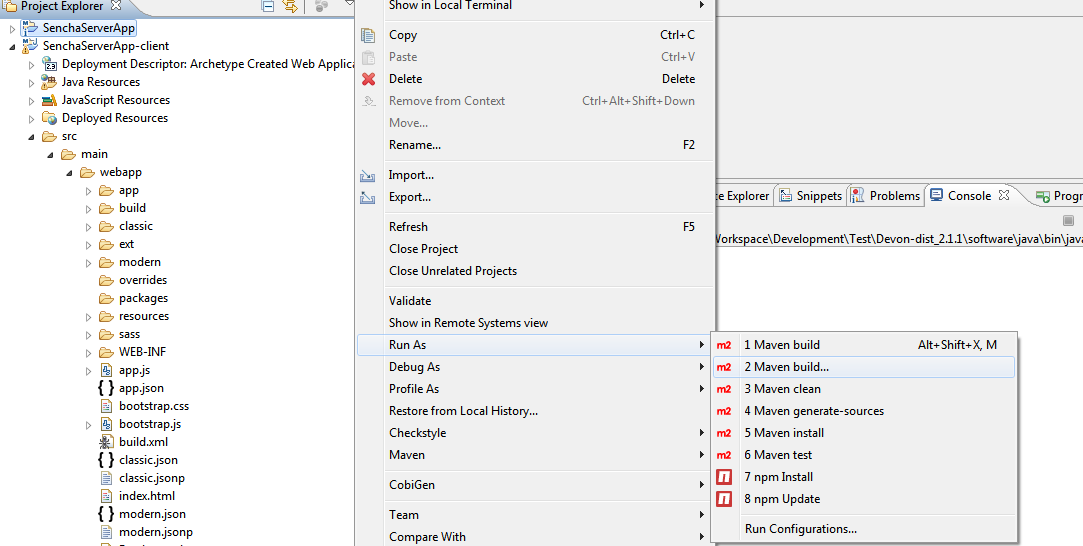 Project Explorer
SenchaServerApp
SenchaServerApp-client
Deployment Descriptor: Archetype Created Web Applica
Java Resources
JavaScript Resources
Deployed Resources
src
main
webapp
app
build
classic
ext
modern
overrides
packages
resources
sass
WEB-INF
app.js
app.json
bootstrap.css
bootstrap.js
build.xml
classic.json
classic.jsonp
index.html
modern.json
modern.jsonp
Show in Local Terminal
Copy Ctrl+C
Paste Ctrl+V
Delete Delete
Remove from Context Ctrl+Alt+Shift+Down
Move...
Rename... F2
Import...
Export...
Refresh F5
Close Project
Close Unrelated Projects
Validate
Show in Remote Systems view
Run As
Debug As
Profile As
Restore from Local History...
Checkstyle
Maven
CobiGen
Team
Compare With
ce Explorer Snippets Problems Console Progr
Workspace\Development\Test\Devon-dist_2.1.1\software\java\bin\java
m2 1 Maven build Alt+Shift+X, M
m2 2 Maven build...
m2 3 Maven clean
m2 4 Maven generate-sources
m2 5 Maven install
m2 6 Maven test
7 npm Install
8 npm Update
Run Configurations...